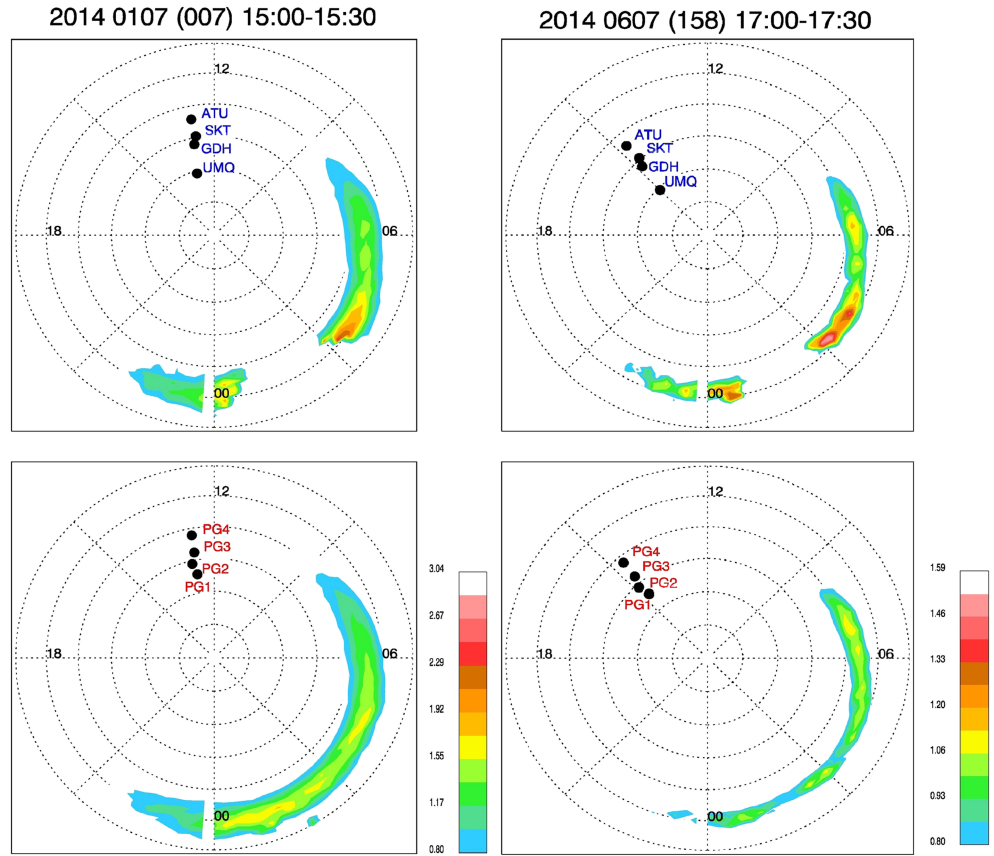 2014 0107 (007) 15:00-15:30
12
ATU
SKT
GDH
UMQ
18
06
00
2014 0607 (158) 17:00-17:30
12
ATU
SKT
GDH
UMQ
18
06
00
12
PG4
PG3
PG2
PG1
18
06
00
3.04
2.67
2.29
1.92
1.55
1.17
0.80
12
PG4
PG3
PG2
PG1
18
06
00
1.59
1.46
1.33
1.20
1.06
0.93
0.80